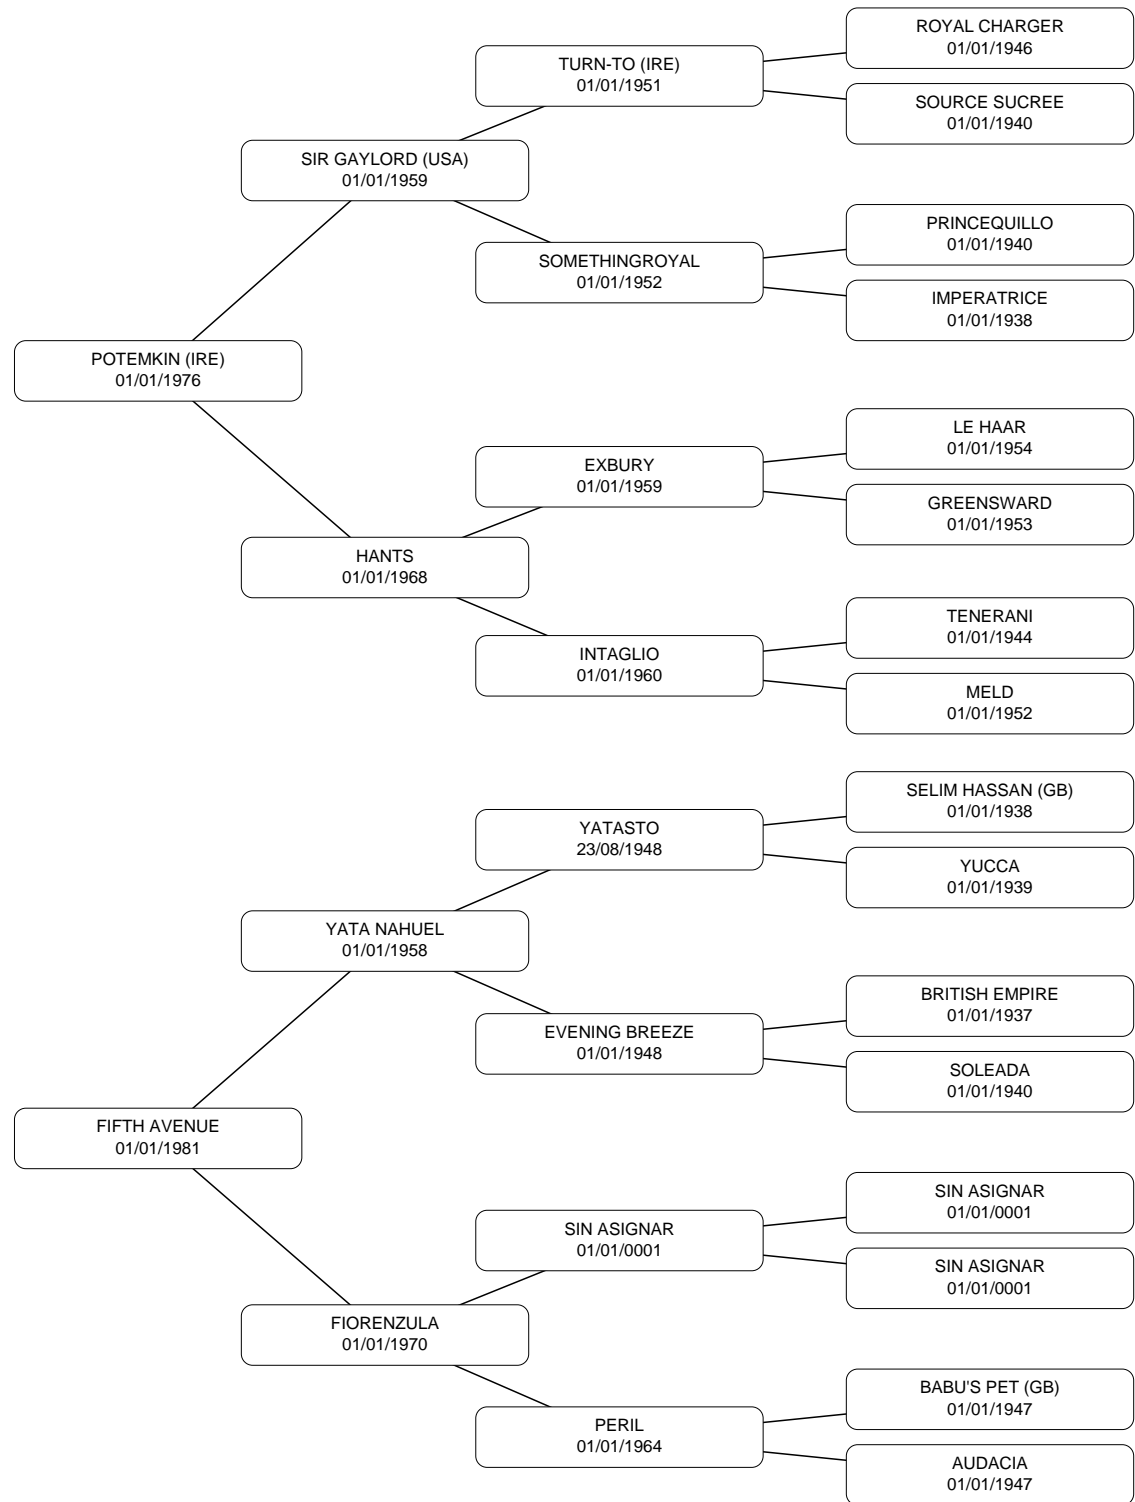 ROYAL CHARGER
01/01/1946
TURN-TO (IRE)
01/01/1951
SOURCE SUCREE
01/01/1940
SIR GAYLORD (USA)
01/01/1959
PRINCEQUILLO
01/01/1940
SOMETHINGROYAL
01/01/1952
IMPERATRICE
01/01/1938
POTEMKIN (IRE)
01/01/1976
LE HAAR
01/01/1954
EXBURY
01/01/1959
GREENSWARD
01/01/1953
HANTS
01/01/1968
TENERANI
01/01/1944
INTAGLIO
01/01/1960
MELD
01/01/1952
SELIM HASSAN (GB)
01/01/1938
YATASTO
23/08/1948
YUCCA
01/01/1939
YATA NAHUEL
01/01/1958
BRITISH EMPIRE
01/01/1937
EVENING BREEZE
01/01/1948
SOLEADA
01/01/1940
FIFTH AVENUE
01/01/1981
SIN ASIGNAR
01/01/0001
SIN ASIGNAR
01/01/0001
SIN ASIGNAR
01/01/0001
FIORENZULA
01/01/1970
BABU'S PET (GB)
01/01/1947
PERIL
01/01/1964
AUDACIA
01/01/1947